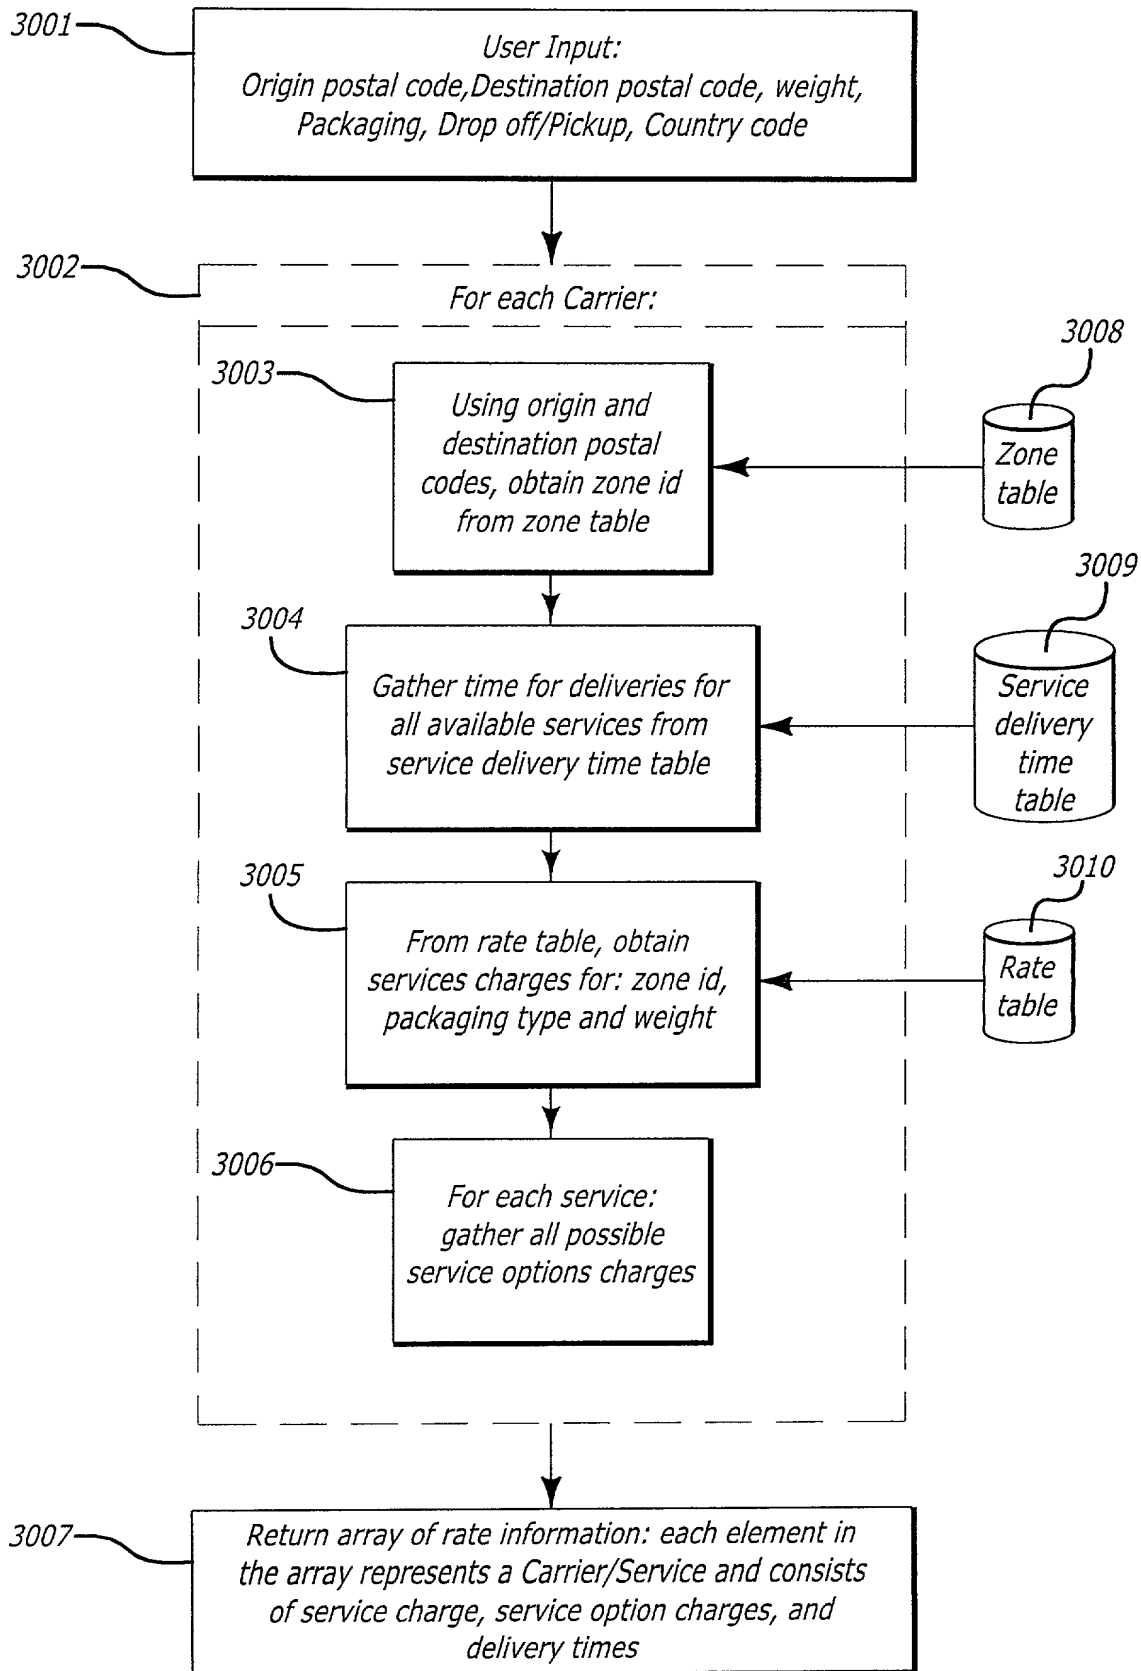 3001
User Input:
Origin postal code,Destination postal code, weight,
Packaging, Drop off/Pickup, Country code
3002
For each Carrier:
3003
Using origin and
destination postal
codes, obtain zone id
from zone table
3008
Zone
table
3004
Gather time for deliveries for
all available services from
service delivery time table
3009
Service
delivery
time
table
3005
From rate table, obtain
services charges for: zone id,
packaging type and weight
3010
Rate
table
3006
For each service:
gather all possible
service options charges
3007
Return array of rate information: each element in
the array represents a Carrier/Service and consists
of service charge, service option charges, and
delivery times